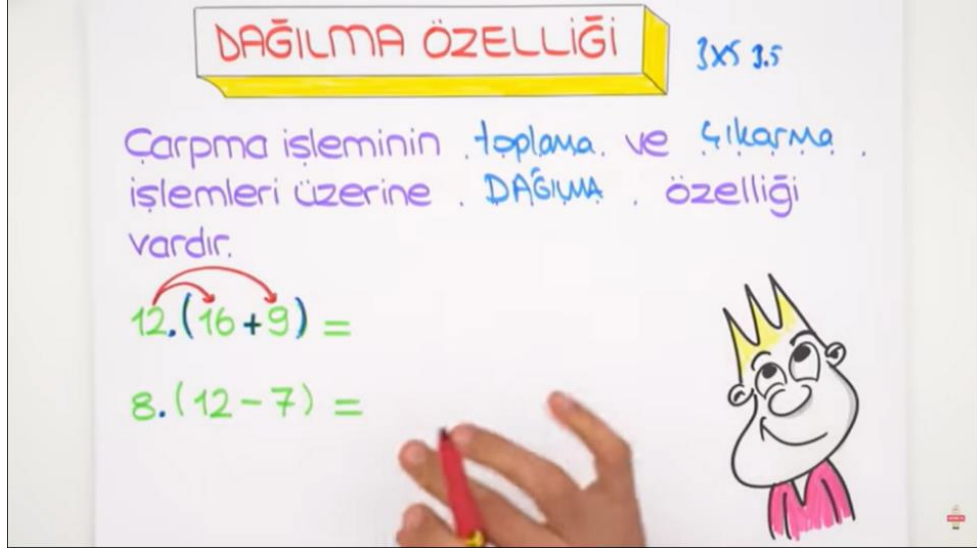 DAĞILMA ÖZELLİĞİ
3x5 3.5
Çarpma işleminin .toplama. ve çıkarma .
işlemleri üzerine . DAĞILMA . özelliği
vardır.
12.(16+9) =
8.(12-7) =